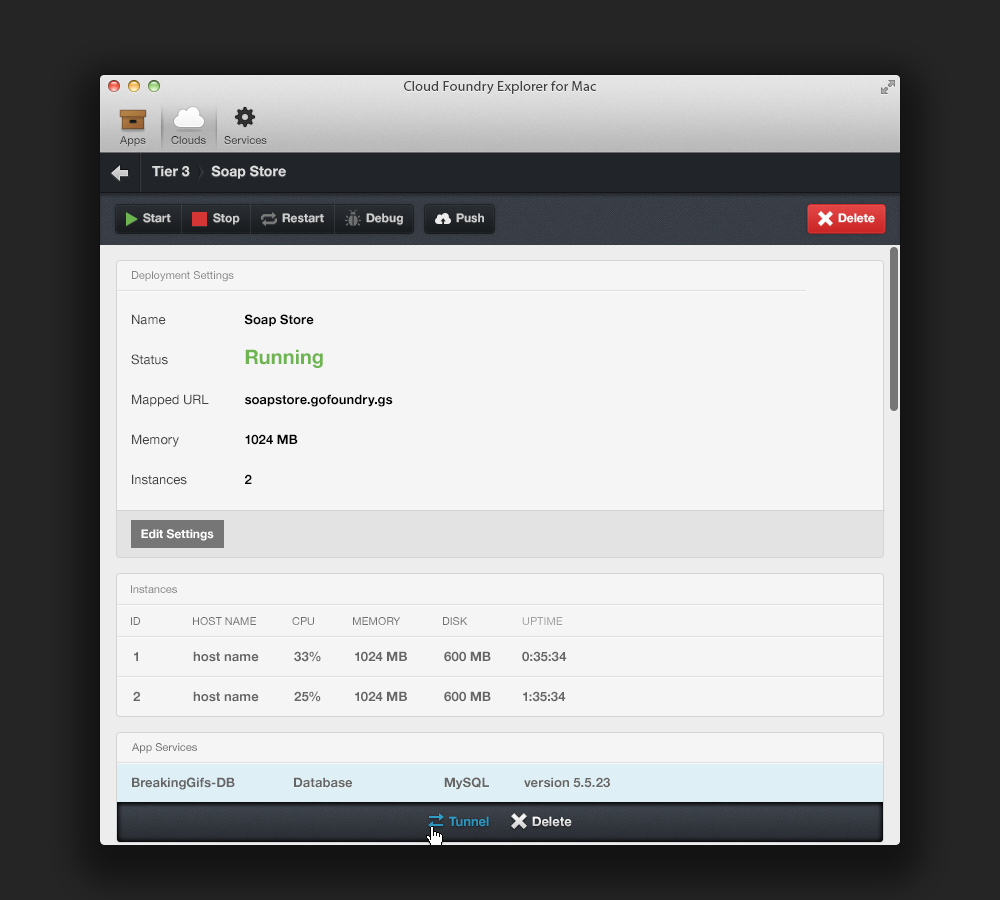 Cloud Foundry Explorer for Mac
Apps Clouds Services
Tier 3 Soap Store
Start Stop Restart Debug Push Delete
Deployment Settings
Name Soap Store
Status Running
Mapped URL soapstore.gofoundry.gs
Memory 1024 MB
Instances 2
Edit Settings
Instances
ID HOST NAME CPU MEMORY DISK UPTIME
1 host name 33% 1024 MB 600 MB 0:35:34
2 host name 25% 1024 MB 600 MB 1:35:34
App Services
BreakingGifs-DB Database MySQL version 5.5.23
Tunnel Delete